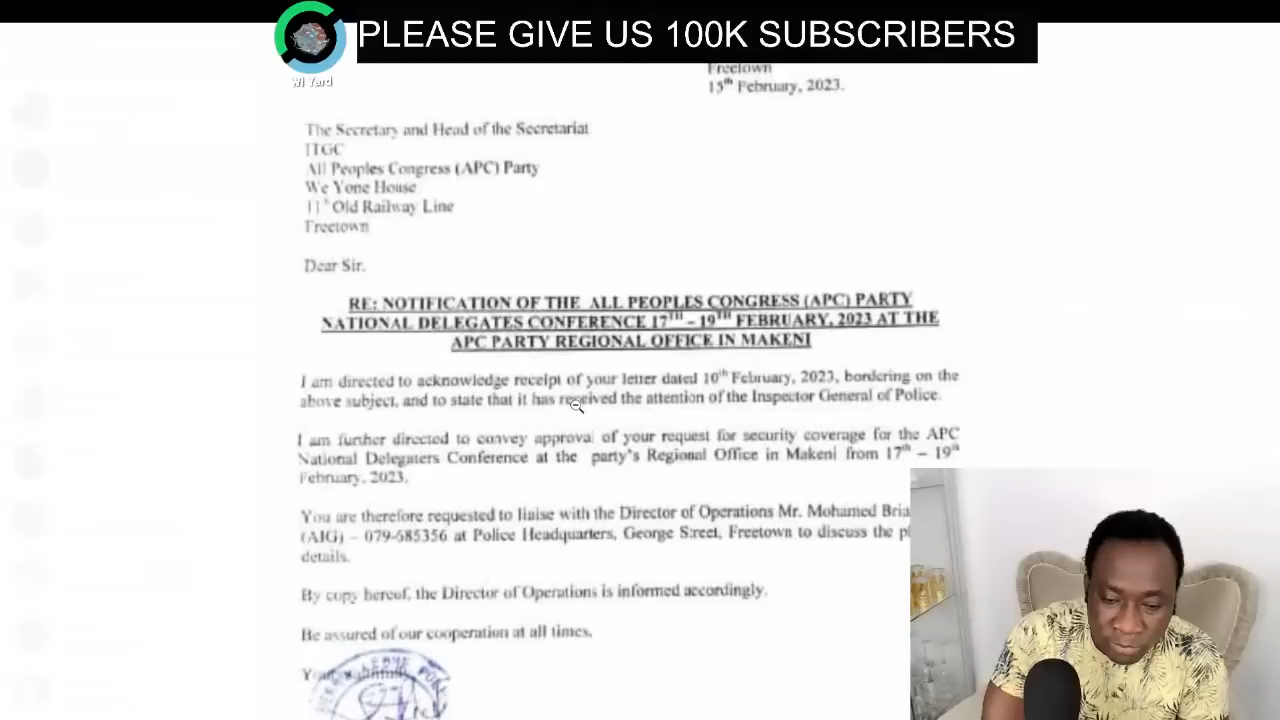 PLEASE GIVE US 100K SUBSCRIBERS
Wi Yard
Freetown
15th February, 2023.
The Secretary and Head of the Secretariat
ITGC
All Peoples Congress (APC) Party
We Yone House
11A Old Railway Line
Freetown
Dear Sir.
RE: NOTIFICATION OF THE ALL PEOPLES CONGRESS (APC) PARTY
NATIONAL DELEGATES CONFERENCE 17TH – 19TH FEBRUARY, 2023 AT THE
APC PARTY REGIONAL OFFICE IN MAKENI
I am directed to acknowledge receipt of your letter dated 10th February, 2023, bordering on the
above subject, and to state that it has received the attention of the Inspector General of Police.
I am further directed to convey approval of your request for security coverage for the APC
National Delegaters Conference at the party's Regional Office in Makeni from 17th – 19th
February, 2023.
You are therefore requested to liaise with the Director of Operations Mr. Mohamed Bria
(AIG) – 079-685356 at Police Headquarters, George Street, Freetown to discuss the
details.
By copy hereof, the Director of Operations is informed accordingly.
Be assured of our cooperation at all times.